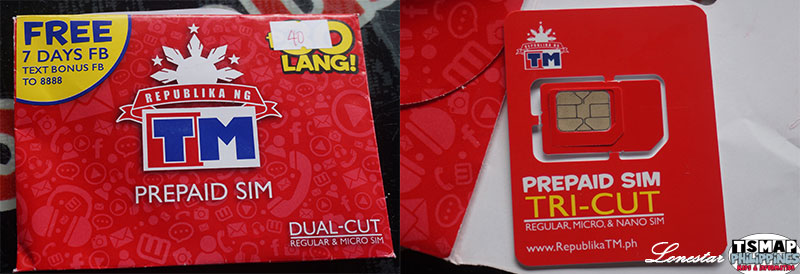 FREE
7 DAYS FB
TEXT BONUS FB
TO 8888
40
LANG!
REPUBLIKA NG
TM
PREPAID SIM
DUAL-CUT
REGULAR & MICRO SIM
REPUBLIKA NG
TM
PREPAID SIM
TRI-CUT
REGULAR, MICRO, & NANO SIM
www.RepublikaTM.ph
Lonestar
TSMAP
PHILIPPINES